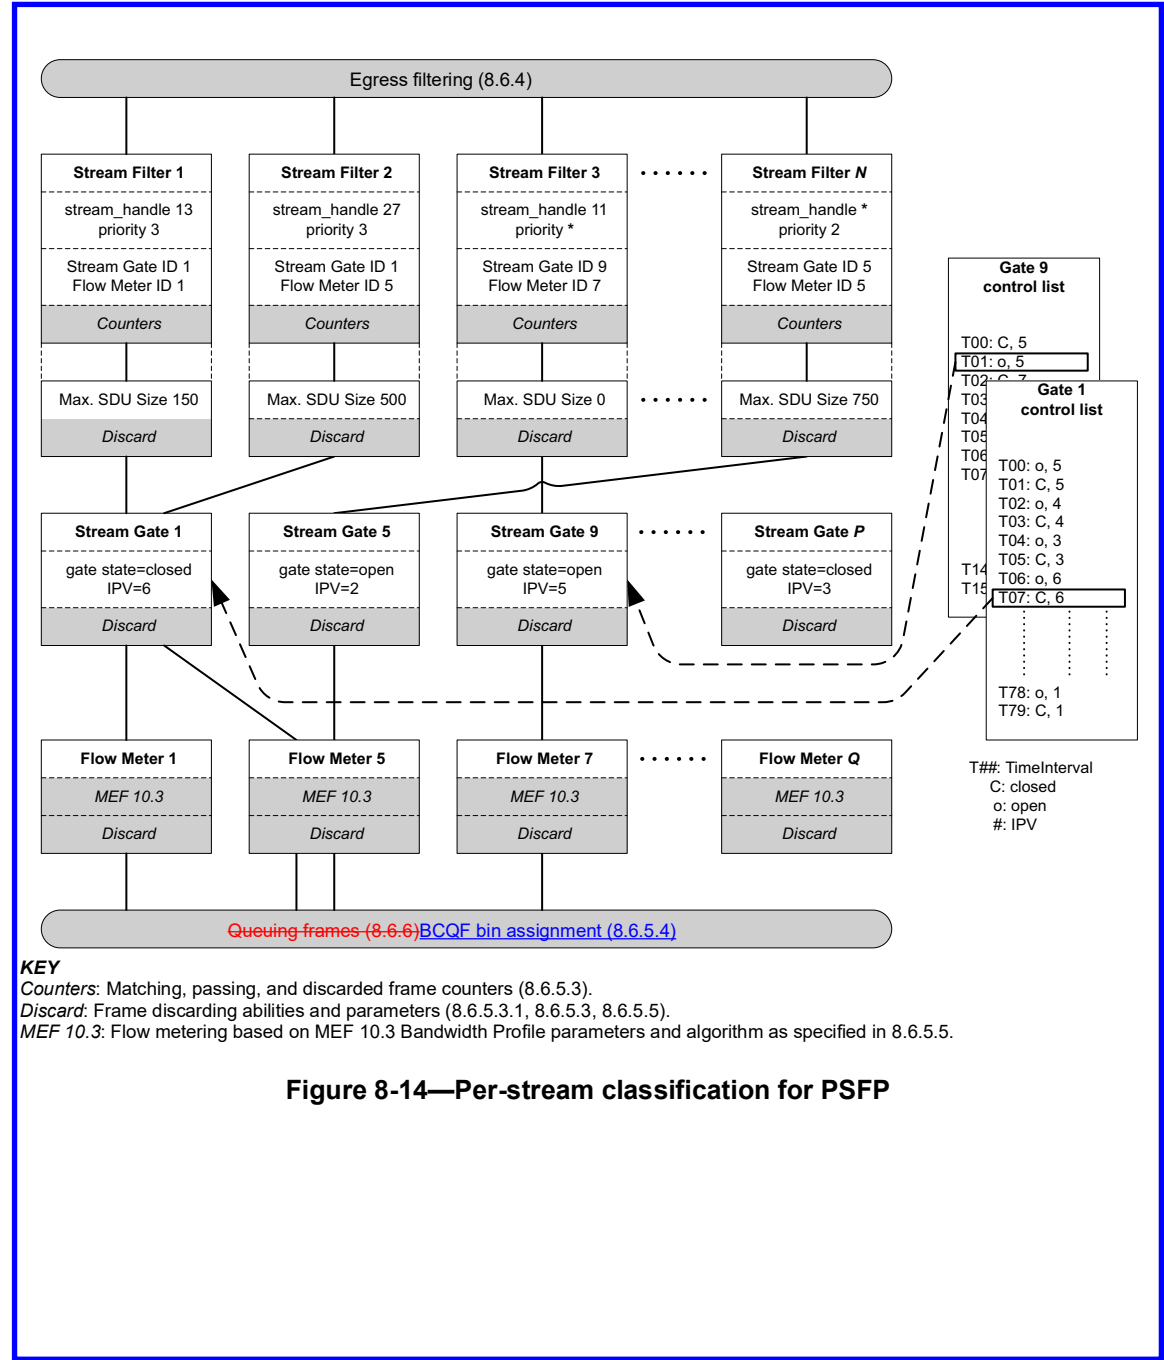 Egress filtering (8.6.4)
Stream Filter 1
stream_handle 13
priority 3
Stream Gate ID 1
Flow Meter ID 1
Counters
Max. SDU Size 150
Discard
Stream Filter 2
stream_handle 27
priority 3
Stream Gate ID 1
Flow Meter ID 5
Counters
Max. SDU Size 500
Discard
Stream Filter 3
stream_handle 11
priority *
Stream Gate ID 9
Flow Meter ID 7
Counters
Max. SDU Size 0
Discard
Stream Filter N
stream_handle *
priority 2
Stream Gate ID 5
Flow Meter ID 5
Counters
Max. SDU Size 750
Discard
Stream Gate 1
gate state=closed
IPV=6
Discard
Stream Gate 5
gate state=open
IPV=2
Discard
Stream Gate 9
gate state=open
IPV=5
Discard
Stream Gate P
gate state=closed
IPV=3
Discard
Flow Meter 1
MEF 10.3
Discard
Flow Meter 5
MEF 10.3
Discard
Flow Meter 7
MEF 10.3
Discard
Flow Meter Q
MEF 10.3
Discard
Gate 9
control list
T00: C, 5
T01: o, 5
T02: C, 7
T03
T04
T05
T06
T07
T14
T15
Gate 1
control list
T00: o, 5
T01: C, 5
T02: o, 4
T03: C, 4
T04: o, 3
T05: C, 3
T06: o, 6
T07: C, 6
T78: o, 1
T79: C, 1
T##: TimeInterval
C: closed
o: open
#: IPV
Queuing frames (8.6.6)BCQF bin assignment (8.6.5.4)
KEY
Counters: Matching, passing, and discarded frame counters (8.6.5.3).
Discard: Frame discarding abilities and parameters (8.6.5.3.1, 8.6.5.3, 8.6.5.5).
MEF 10.3: Flow metering based on MEF 10.3 Bandwidth Profile parameters and algorithm as specified in 8.6.5.5.
Figure 8-14—Per-stream classification for PSFP